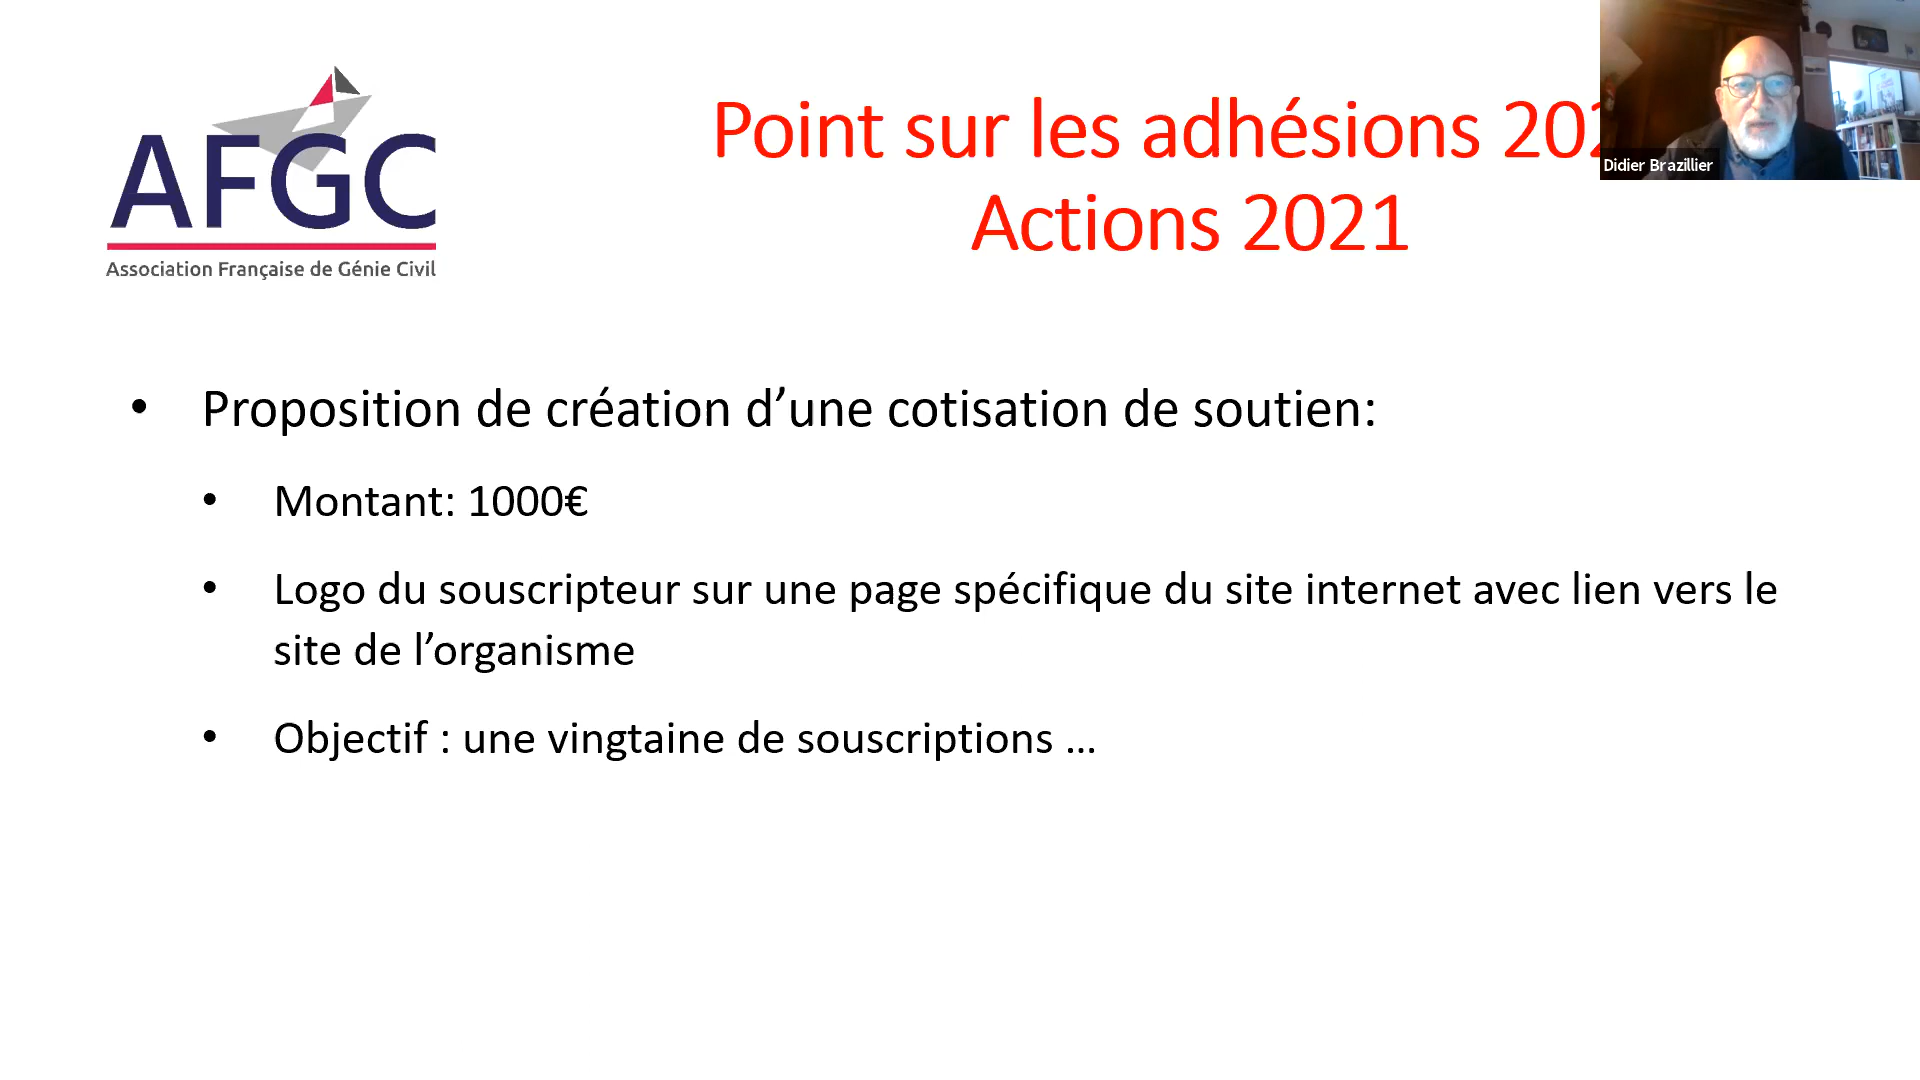 AFGC
Association Française de Génie Civil
Point sur les adhésions
Actions 2021
Didier Brazillier
• Proposition de création d’une cotisation de soutien:
• Montant: 1000€
• Logo du souscripteur sur une page spécifique du site internet avec lien vers le
site de l’organisme
• Objectif : une vingtaine de souscriptions ...